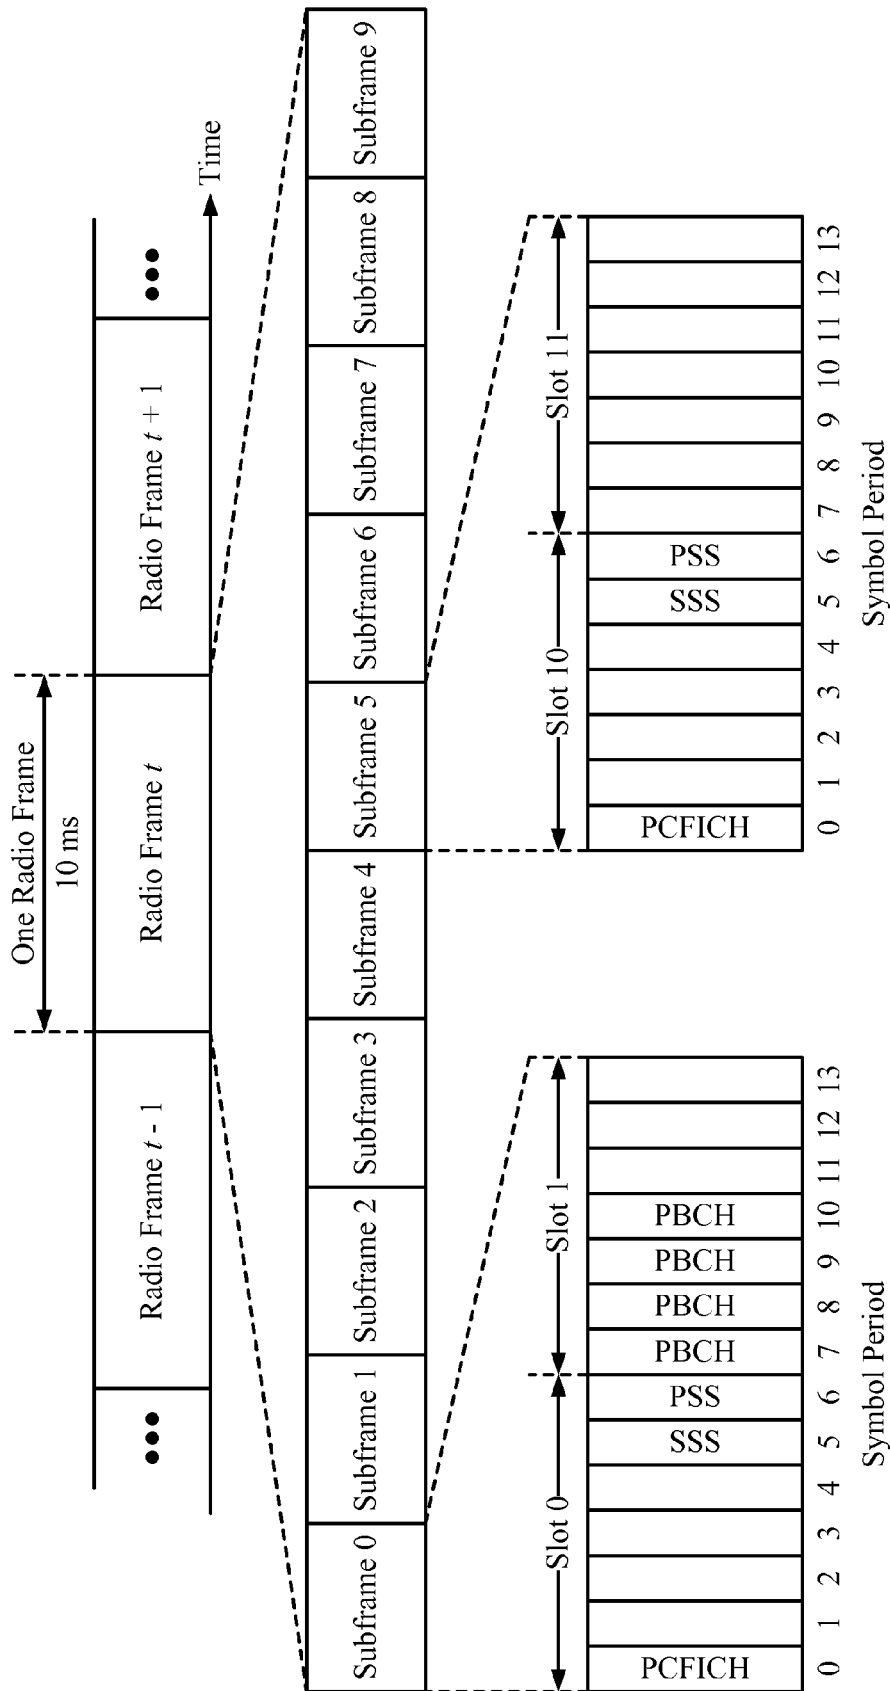 One Radio Frame
10 ms
Radio Frame t - 1
Radio Frame t
Radio Frame t + 1
Time
Subframe 0
Subframe 1
Subframe 2
Subframe 3
Subframe 4
Subframe 5
Subframe 6
Subframe 7
Subframe 8
Subframe 9
Slot 0
Slot 1
PCFICH
SSS
PSS
PBCH
PBCH
PBCH
PBCH
0 1 2 3 4 5 6 7 8 9 10 11 12 13
Symbol Period
Slot 10
Slot 11
PCFICH
SSS
PSS
0 1 2 3 4 5 6 7 8 9 10 11 12 13
Symbol Period